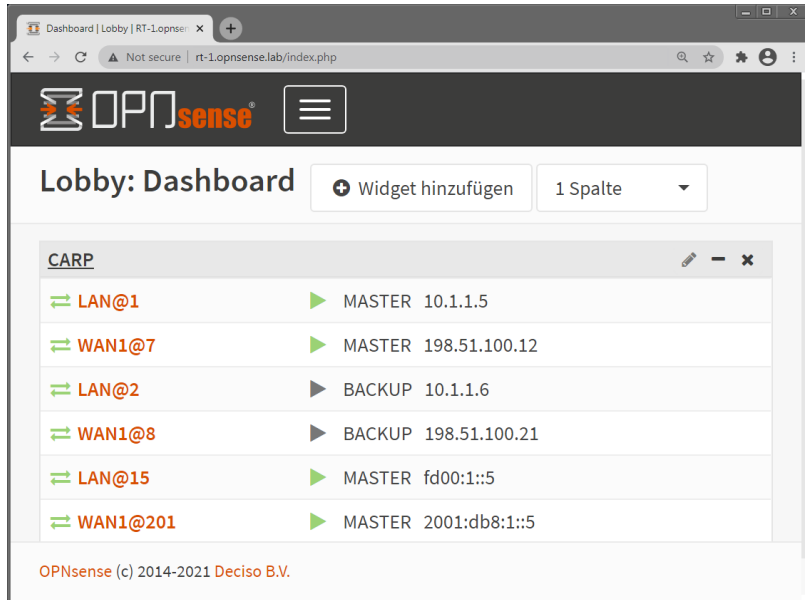 Dashboard | Lobby | RT-1.opnsen
Not secure | rt-1.opnsense.lab/index.php
OPNsense®
Lobby: Dashboard
Widget hinzufügen
1 Spalte
CARP
LAN@1 MASTER 10.1.1.5
WAN1@7 MASTER 198.51.100.12
LAN@2 BACKUP 10.1.1.6
WAN1@8 BACKUP 198.51.100.21
LAN@15 MASTER fd00:1::5
WAN1@201 MASTER 2001:db8:1::5
OPNsense (c) 2014-2021 Deciso B.V.